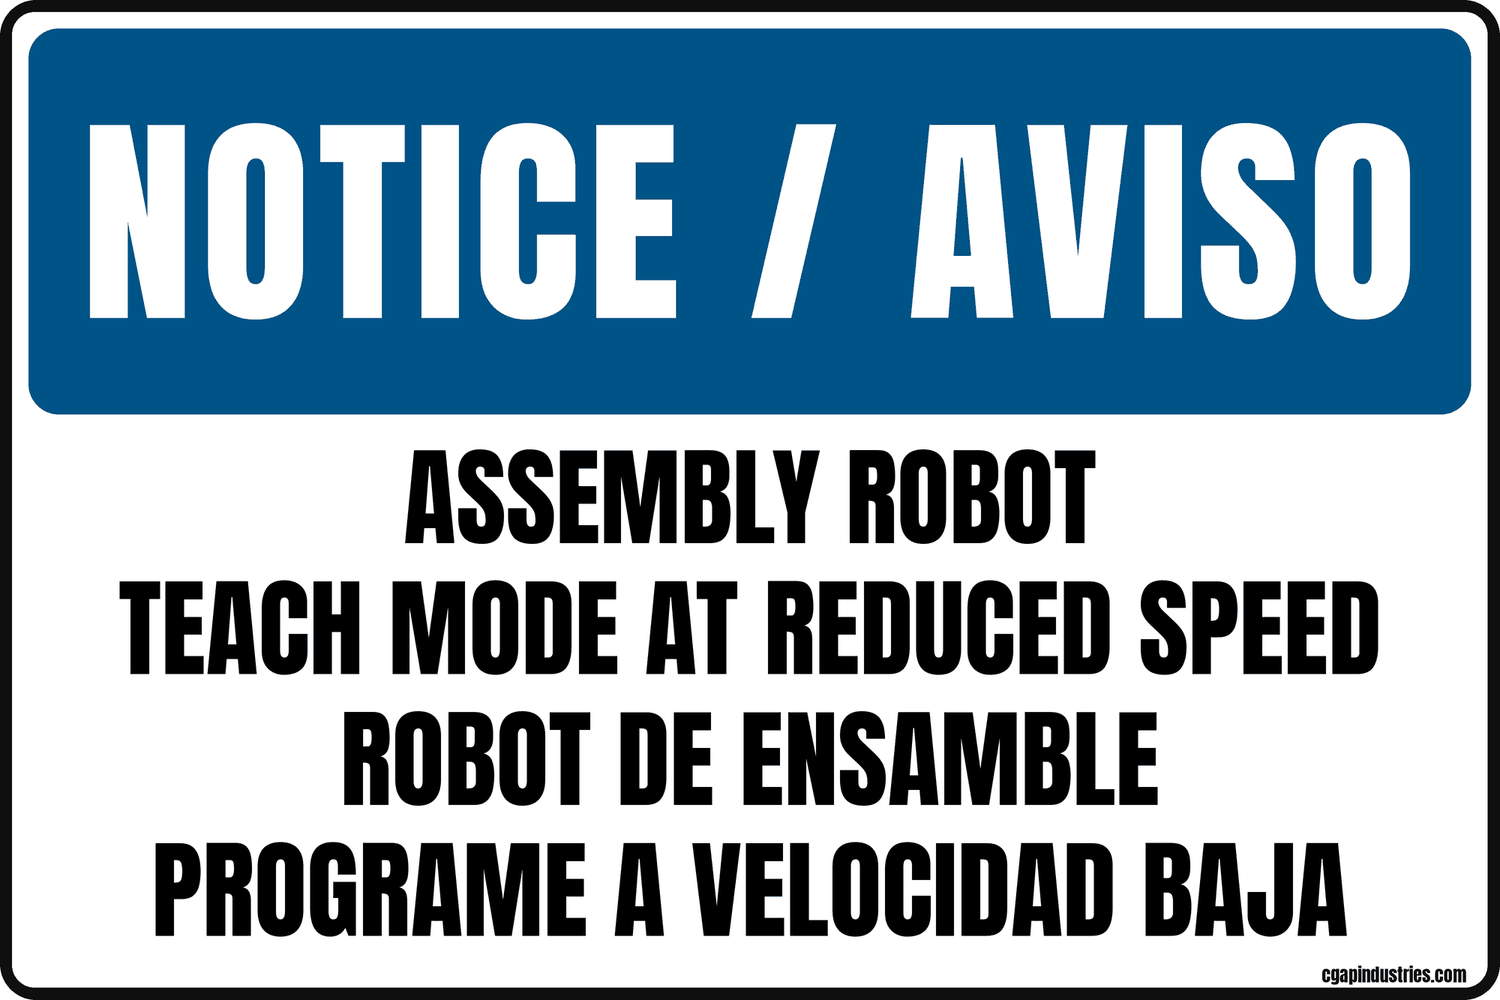 NOTICE / AVISO
ASSEMBLY ROBOT
TEACH MODE AT REDUCED SPEED
ROBOT DE ENSAMBLE
PROGRAME A VELOCIDAD BAJA
cgapindustries.com